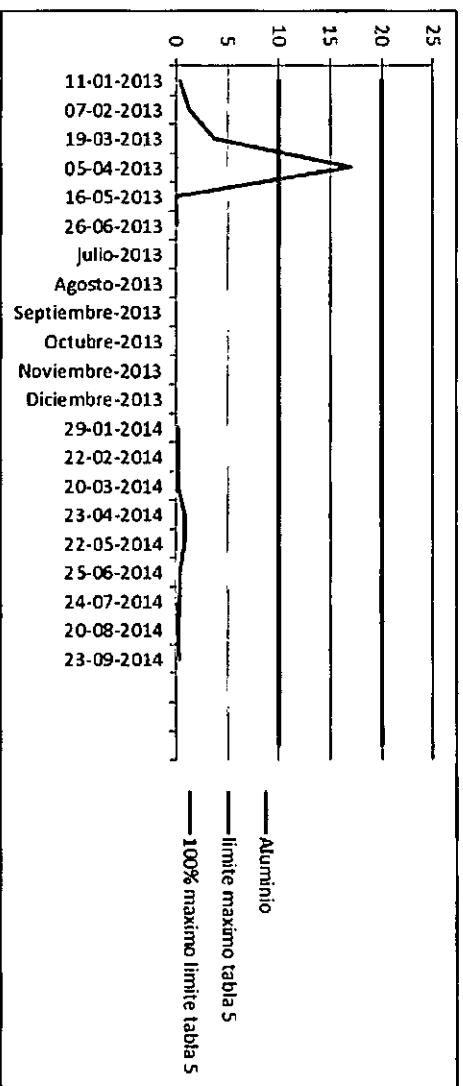 25
20
15
10
5
0
11-01-2013
07-02-2013
19-03-2013
05-04-2013
16-05-2013
26-06-2013
Julio-2013
Agosto-2013
Septiembre-2013
Octubre-2013
Noviembre-2013
Diciembre-2013
29-01-2014
22-02-2014
20-03-2014
23-04-2014
22-05-2014
25-06-2014
24-07-2014
20-08-2014
23-09-2014
Aluminio
limite maximo tabla 5
100% maximo limite tabla 5